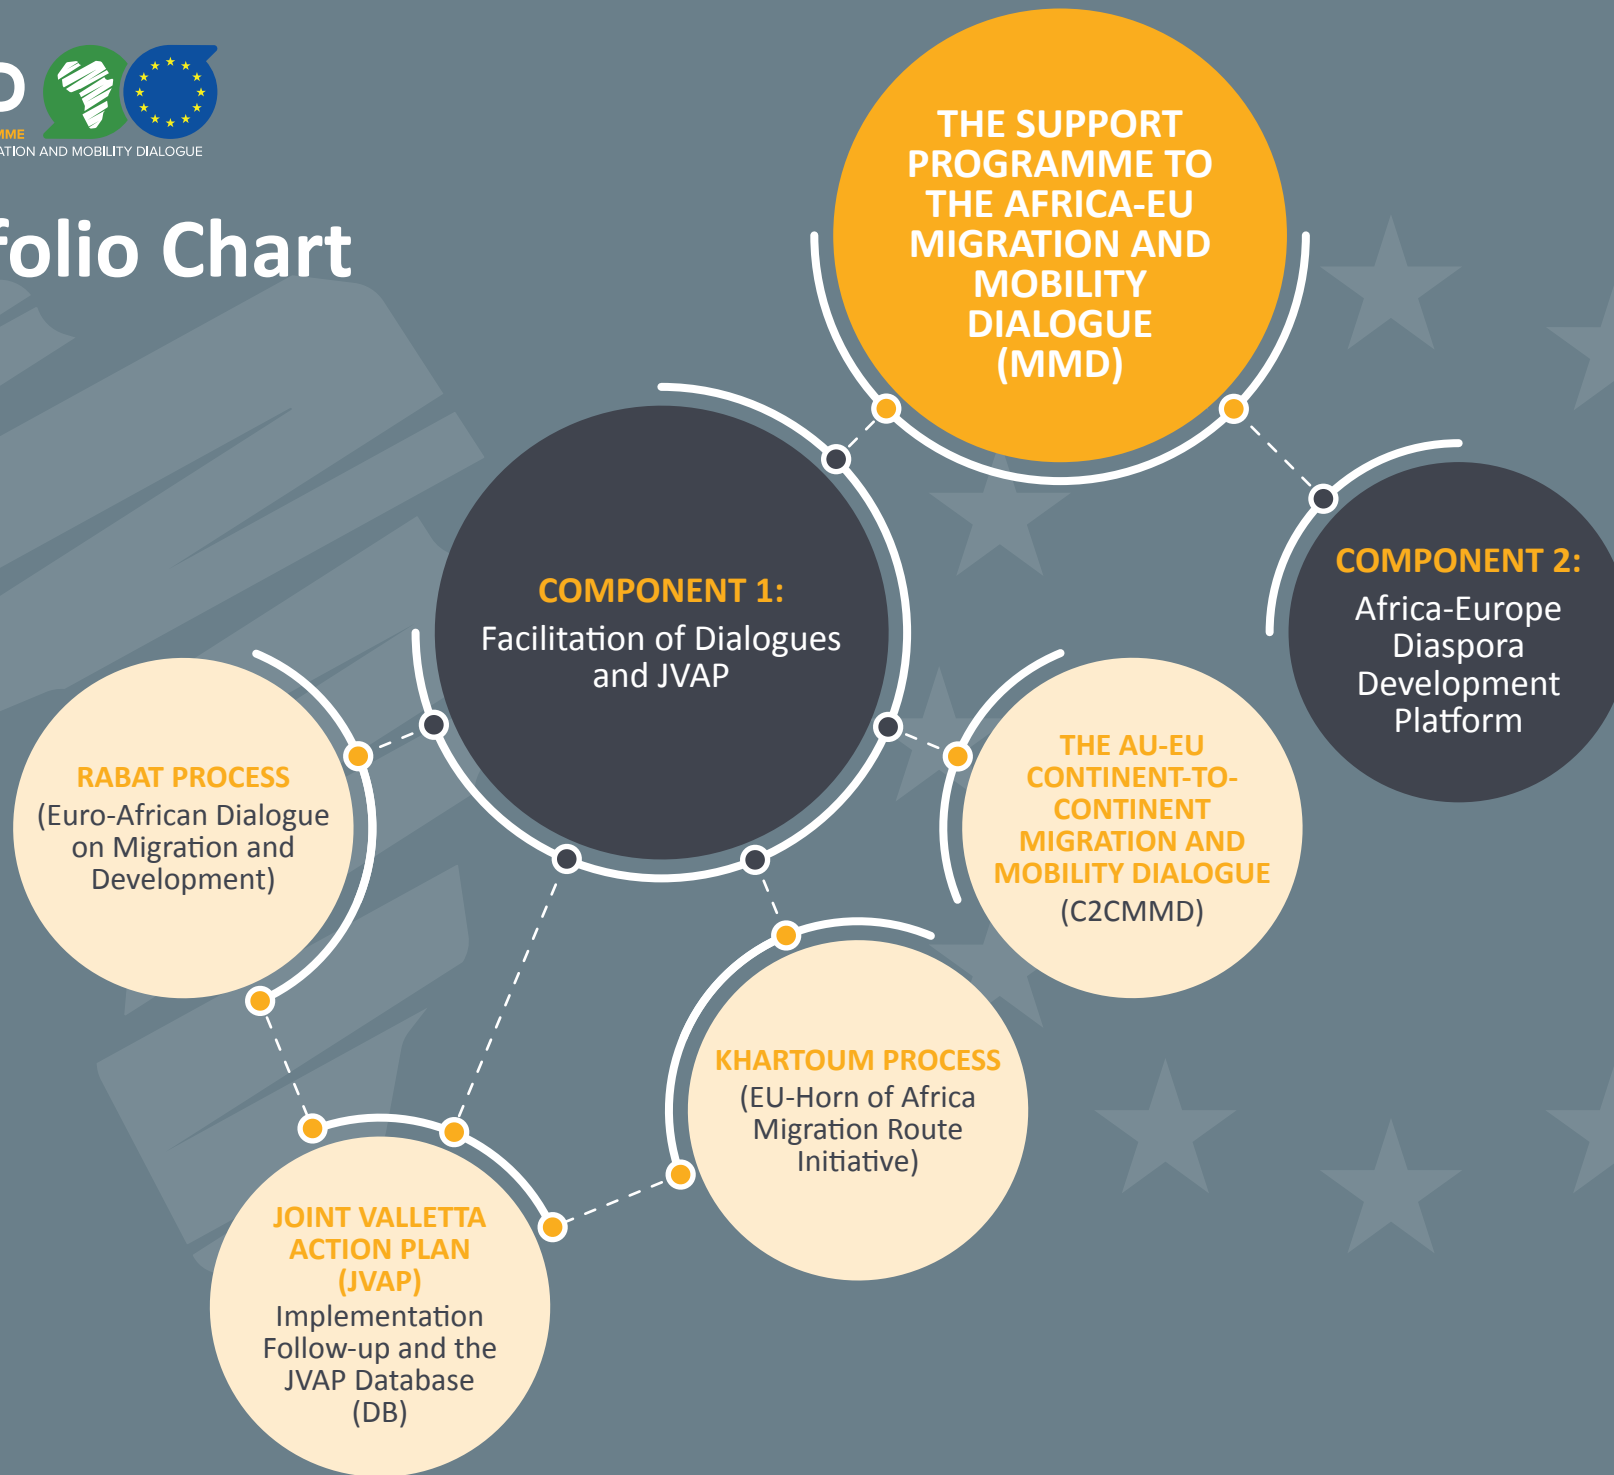 AND MOBILITY DIALOGUE
Chart
THE SUPPORT
PROGRAMME TO
THE AFRICA-EU
MIGRATION AND
MOBILITY
DIALOGUE
(MMD)
COMPONENT 1:
Facilitation of Dialogues
and JVAP
COMPONENT 2:
Africa-Europe
Diaspora
Development
Platform
RABAT PROCESS
(Euro-African Dialogue
on Migration and
Development)
THE AU-EU
CONTINENT-TO-
CONTINENT
MIGRATION AND
MOBILITY DIALOGUE
(C2CMMD)
KHARTOUM PROCESS
(EU-Horn of Africa
Migration Route
Initiative)
JOINT VALLETTA
ACTION PLAN
(JVAP)
Implementation
Follow-up and the
JVAP Database
(DB)